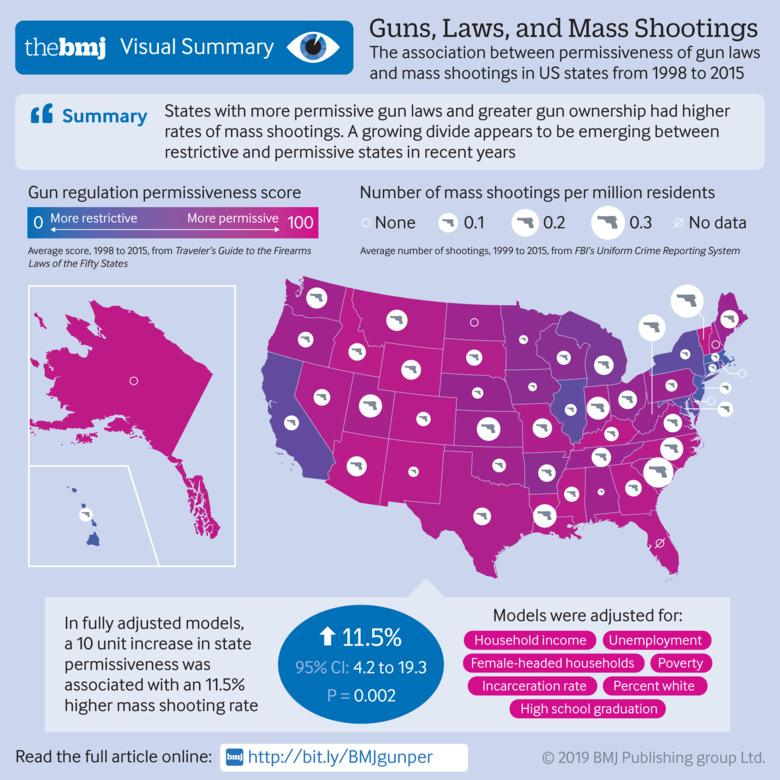 thebmj Visual Summary
Guns, Laws, and Mass Shootings
The association between permissiveness of gun laws
and mass shootings in US states from 1998 to 2015
Summary
States with more permissive gun laws and greater gun ownership had higher
rates of mass shootings. A growing divide appears to be emerging between
restrictive and permissive states in recent years
Gun regulation permissiveness score
0 More restrictive More permissive 100
Average score, 1998 to 2015, from Traveler's Guide to the Firearms
Laws of the Fifty States
Number of mass shootings per million residents
None 0.1 0.2 0.3 No data
Average number of shootings, 1999 to 2015, from FBI's Uniform Crime Reporting System
In fully adjusted models,
a 10 unit increase in state
permissiveness was
associated with an 11.5%
higher mass shooting rate
11.5%
95% CI: 4.2 to 19.3
P = 0.002
Models were adjusted for:
Household income Unemployment
Female-headed households Poverty
Incarceration rate Percent white
High school graduation
Read the full article online: bmj http://bit.ly/BMJgunper
© 2019 BMJ Publishing group Ltd.